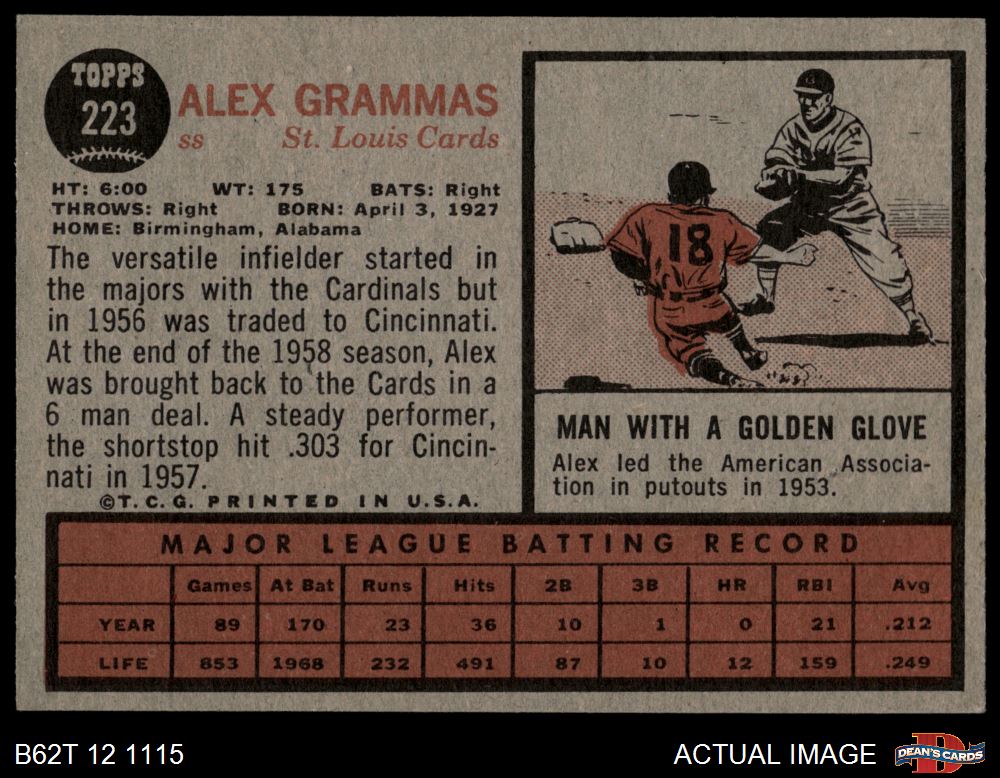 TOPPS
223
ALEX GRAMMAS
ss St. Louis Cards
HT: 6:00 WT: 175 BATS: Right
THROWS: Right BORN: April 3, 1927
HOME: Birmingham, Alabama
The versatile infielder started in
the majors with the Cardinals but
in 1956 was traded to Cincinnati.
At the end of the 1958 season, Alex
was brought back to the Cards in a
6 man deal. A steady performer,
the shortstop hit .303 for Cincin-
nati in 1957.
©T.C.G. PRINTED IN U.S.A.
18
MAN WITH A GOLDEN GLOVE
Alex led the American Associa-
tion in putouts in 1953.
MAJOR LEAGUE BATTING RECORD
Games At Bat Runs Hits 2B 3B HR RBI Avg
YEAR 89 170 23 36 10 1 0 21 .212
LIFE 853 1968 232 491 87 10 12 159 .249
B62T 12 1115
ACTUAL IMAGE
DEAN'S CARDS